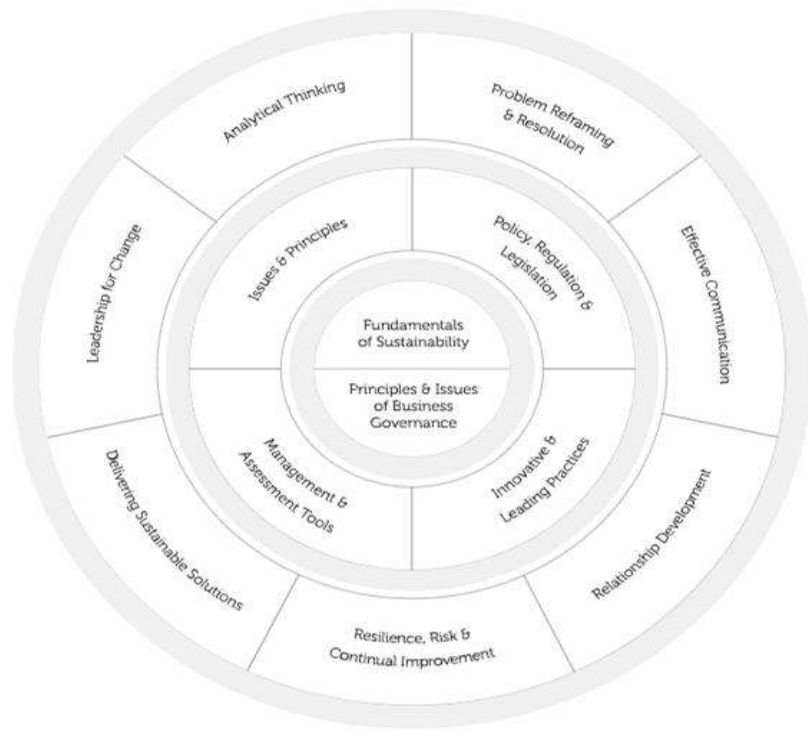 Analytical Thinking
Problem Reframing
& Resolution
Leadership for Change
Issues & Principles
Policy, Regulation &
Legislation
Effective Communication
Fundamentals
of Sustainability
Principles & Issues
of Business
Governance
Management &
Assessment Tools
Innovative &
Leading Practices
Delivering Sustainable Solutions
Relationship Development
Resilience, Risk &
Continual Improvement